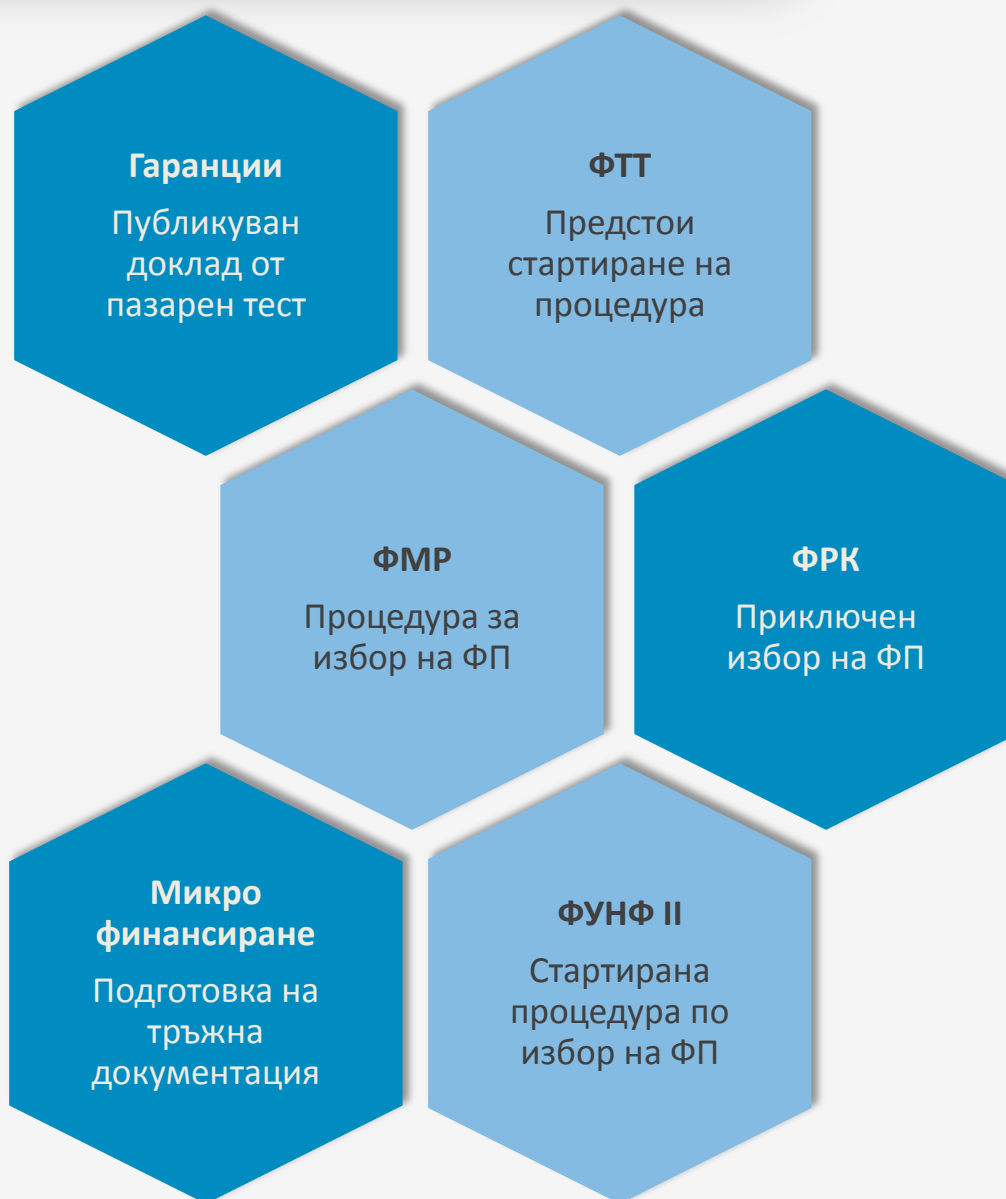 Гаранции
Публикуван
доклад от
пазарен тест
ФТТ
Предстои
стартиране на
процедура
ФМР
Процедура за
избор на ФП
ФРК
Приключен
избор на ФП
Микро
финансиране
Подготовка на
тръжна
документация
ФУНФ II
Стартирана
процедура по
избор на ФП